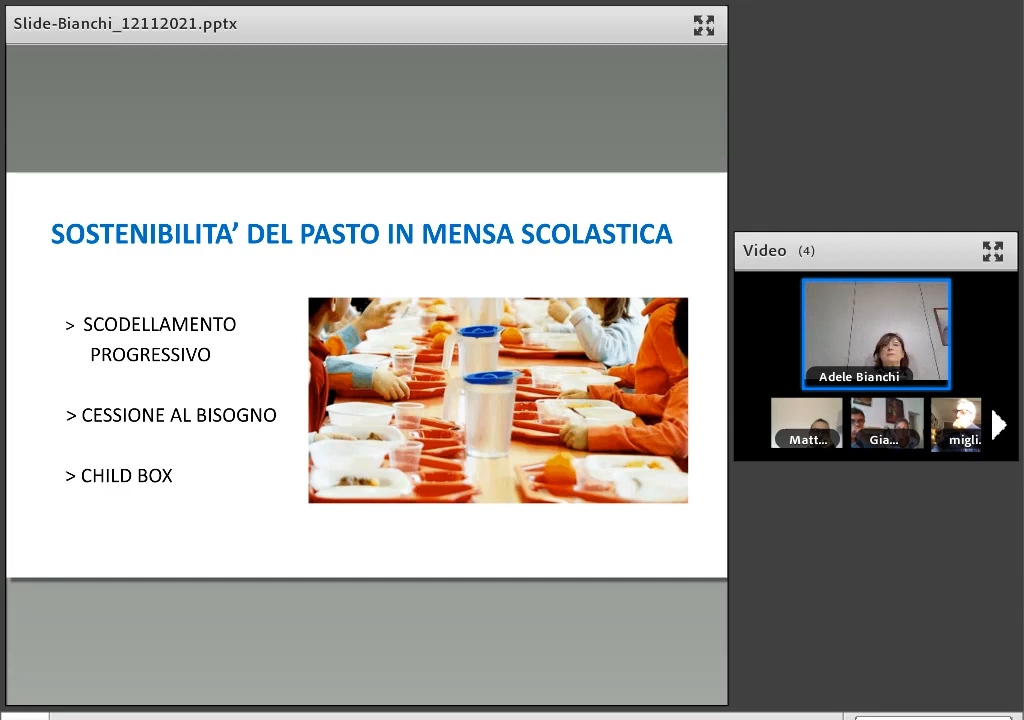 Slide-Bianchi_12112021.pptx
SOSTENIBILITA’ DEL PASTO IN MENSA SCOLASTICA
> SCODELLAMENTO
PROGRESSIVO
> CESSIONE AL BISOGNO
> CHILD BOX
Video (4)
Adele Bianchi
Matt... Gia... migli.